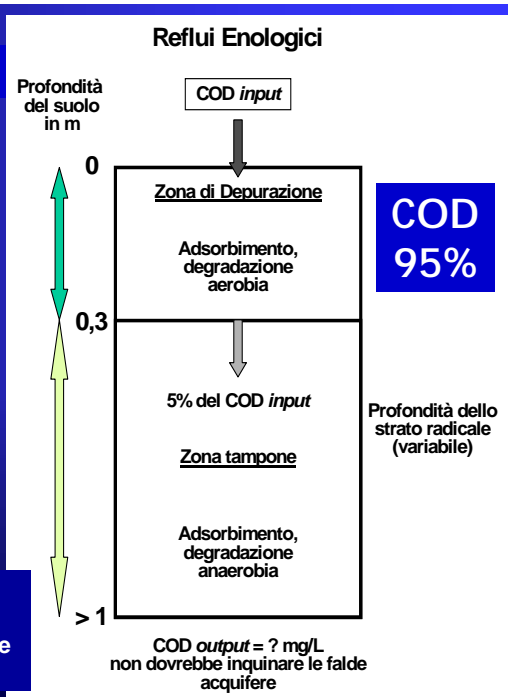 Reflui Enologici
Profondità
del suolo
in m
COD input
0
Zona di Depurazione
Adsorbimento,
degradazione
aerobia
COD
95%
0,3
5% del COD input
Zona tampone
Profondità dello
strato radicale
(variabile)
Adsorbimento,
degradazione
anaerobia
> 1
e
COD output = ? mg/L
non dovrebbe inquinare le falde
acquifere